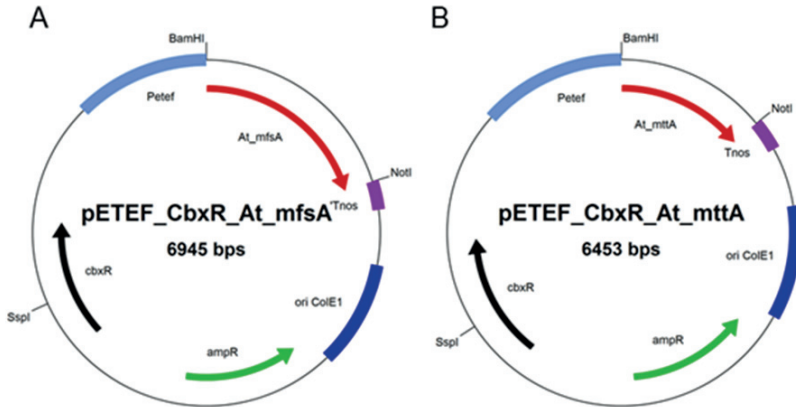 A
BamHI
Petef
At_mfsA
NotI
'Tnos
pETEF_CbxR_At_mfsA
6945 bps
cbxR
ori ColE1
SspI
ampR
B
BamHI
Petef
At_mttA
NotI
Tnos
pETEF_CbxR_At_mttA
6453 bps
ori ColE1
cbxR
SspI
ampR